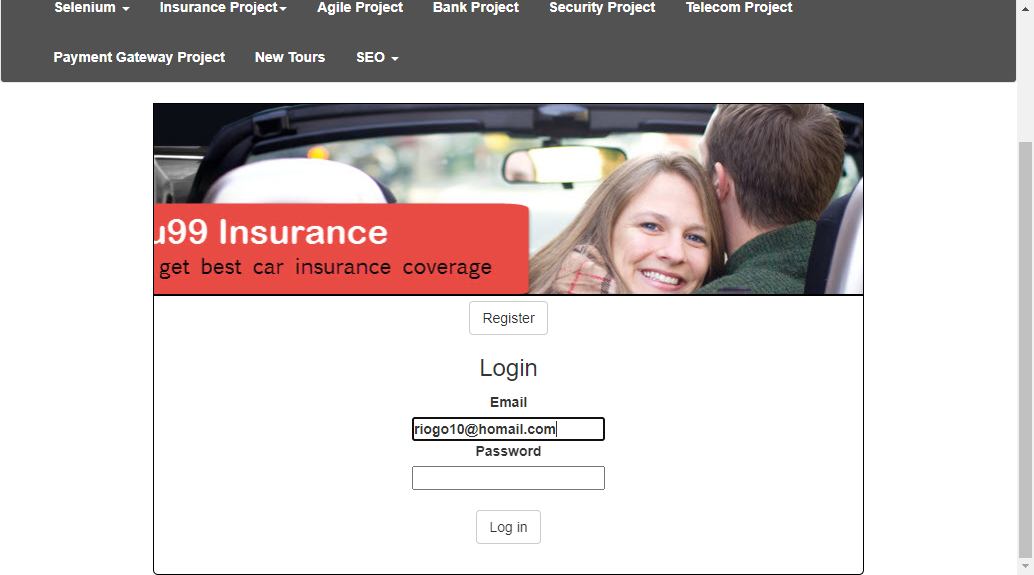 Selenium Insurance Project Agile Project Bank Project Security Project Telecom Project
Payment Gateway Project New Tours SEO
u99 Insurance
get best car insurance coverage
Register
Login
Email
riogo10@homail.com
Password
Log in